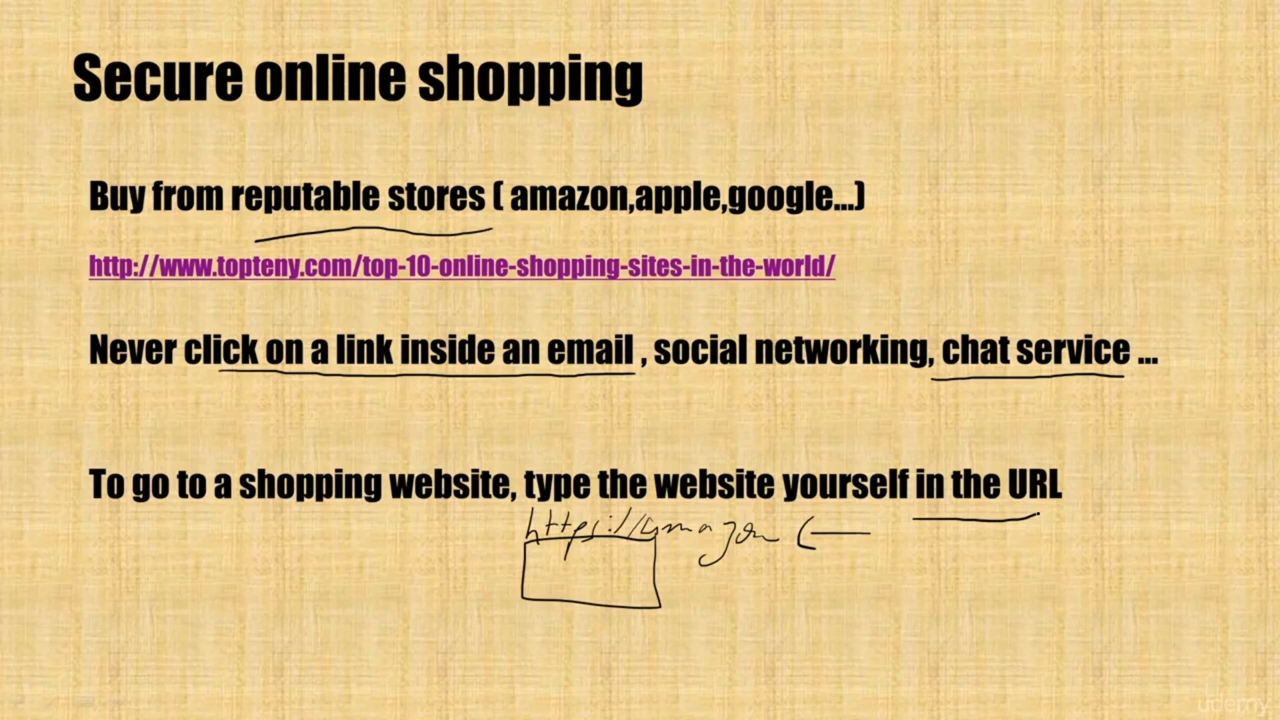 Secure online shopping
Buy from reputable stores ( amazon,apple,google...)
http://www.topteny.com/top-10-online-shopping-sites-in-the-world/
Never click on a link inside an email , social networking, chat service ...
To go to a shopping website, type the website yourself in the URL
https://amazon
udemy